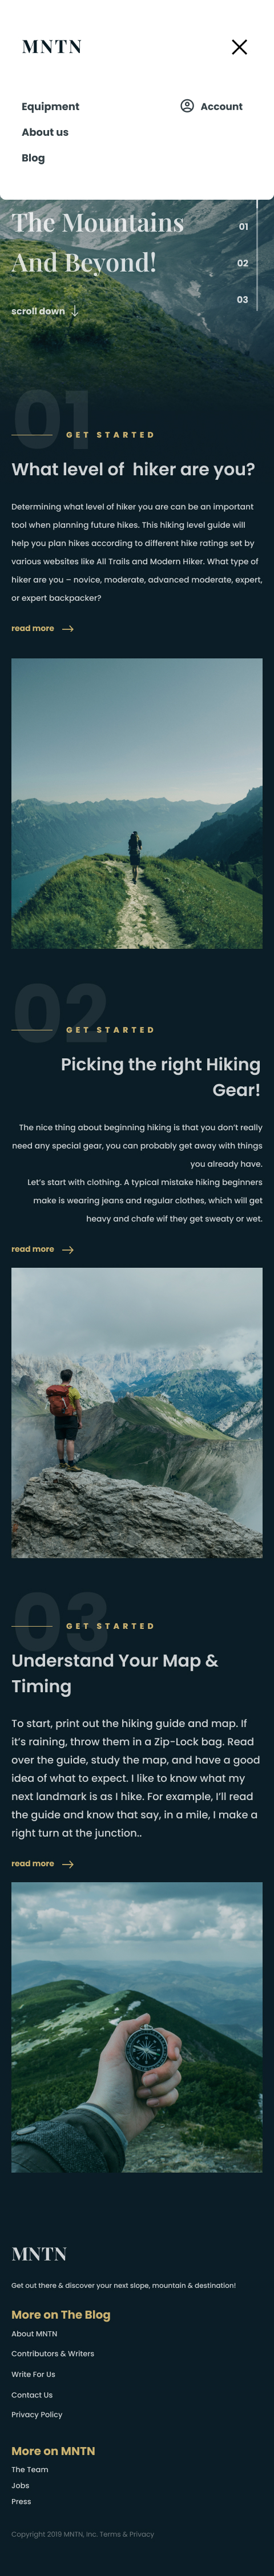 MNTN
Equipment
Account
About us
Blog
The Mountains
And Beyond!
01
02
03
scroll down
01
GET STARTED
What level of hiker are you?
Determining what level of hiker you are can be an important
tool when planning future hikes. This hiking level guide will
help you plan hikes according to different hike ratings set by
various websites like All Trails and Modern Hiker. What type of
hiker are you – novice, moderate, advanced moderate, expert,
or expert backpacker?
read more
02
GET STARTED
Picking the right Hiking
Gear!
The nice thing about beginning hiking is that you don’t really
need any special gear, you can probably get away with things
you already have.
Let’s start with clothing. A typical mistake hiking beginners
make is wearing jeans and regular clothes, which will get
heavy and chafe wif they get sweaty or wet.
read more
03
GET STARTED
Understand Your Map &
Timing
To start, print out the hiking guide and map. If
it’s raining, throw them in a Zip-Lock bag. Read
over the guide, study the map, and have a good
idea of what to expect. I like to know what my
next landmark is as I hike. For example, I’ll read
the guide and know that say, in a mile, I make a
right turn at the junction..
read more
MNTN
Get out there & discover your next slope, mountain & destination!
More on The Blog
About MNTN
Contributors & Writers
Write For Us
Contact Us
Privacy Policy
More on MNTN
The Team
Jobs
Press
Copyright 2019 MNTN, inc. Terms & Privacy